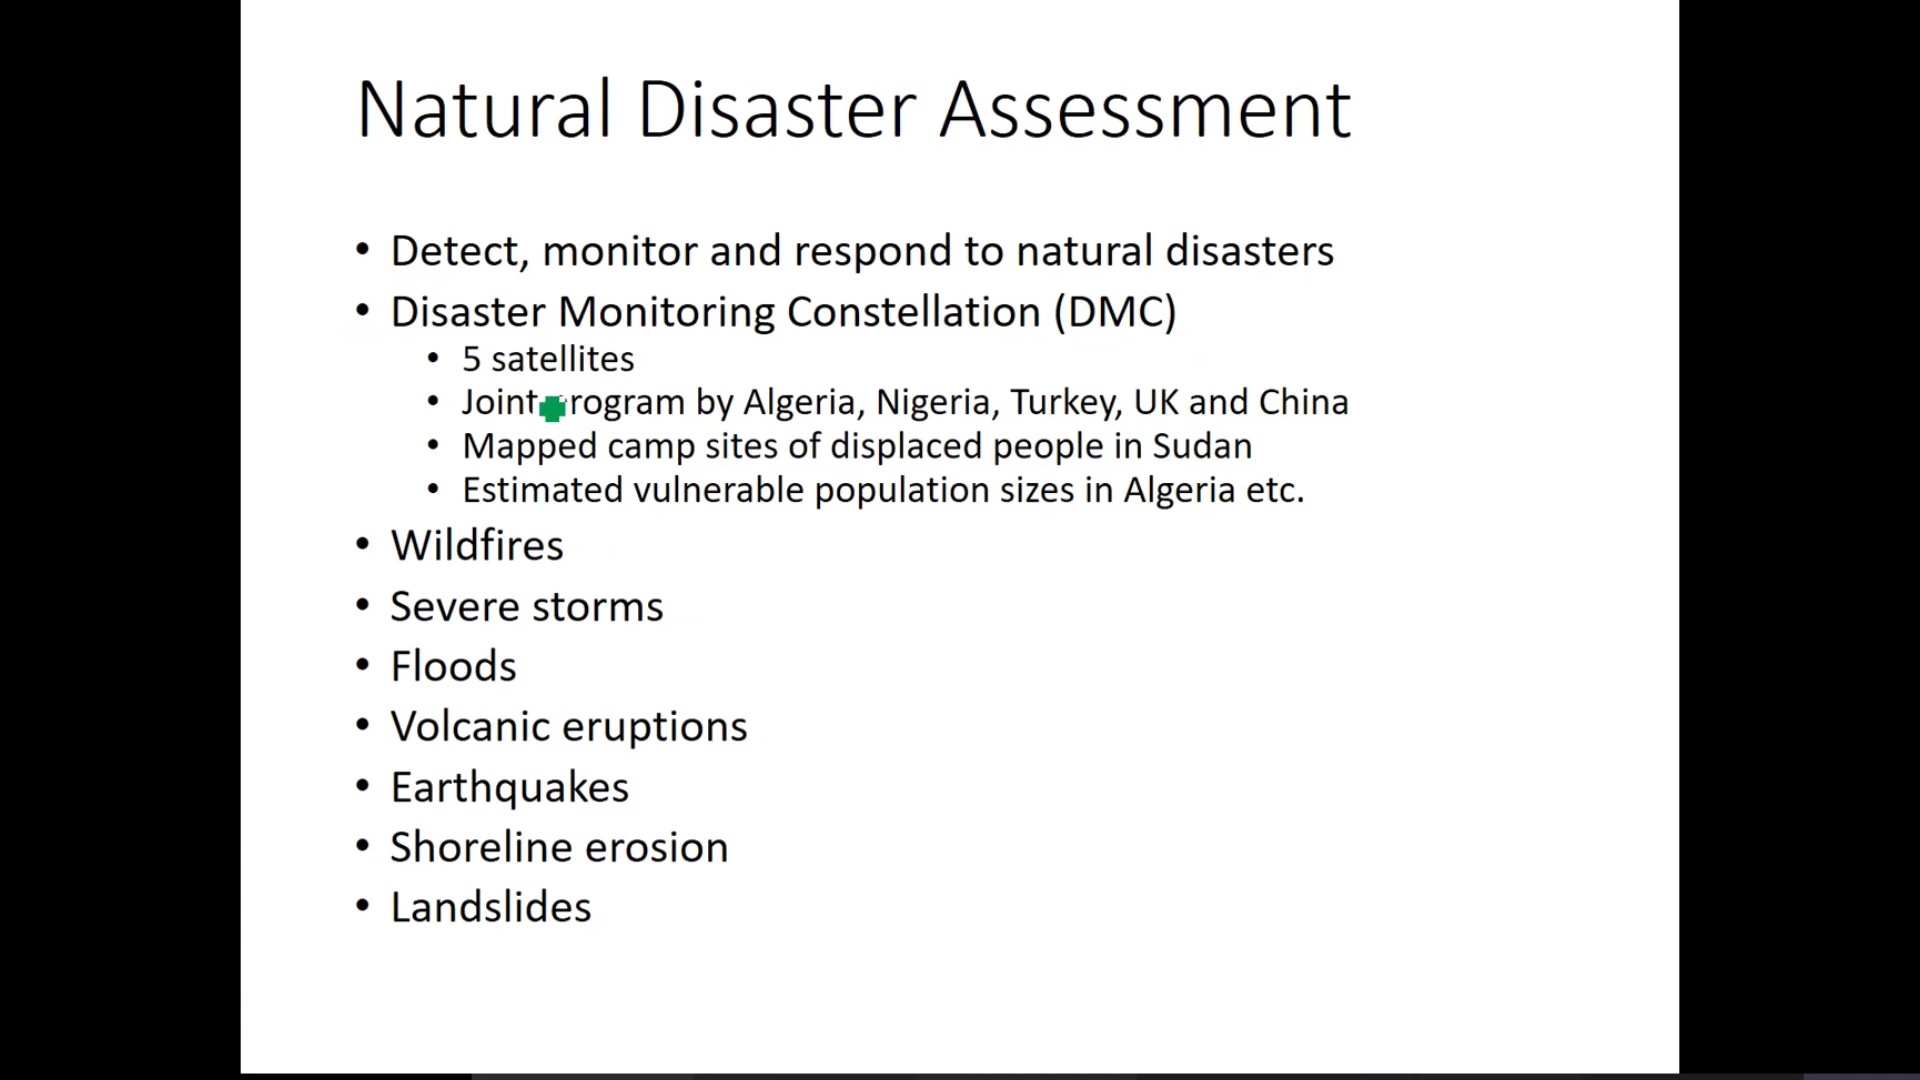 Natural Disaster Assessment
• Detect, monitor and respond to natural disasters
• Disaster Monitoring Constellation (DMC)
• 5 satellites
• Joint rogram by Algeria, Nigeria, Turkey, UK and China
• Mapped camp sites of displaced people in Sudan
• Estimated vulnerable population sizes in Algeria etc.
• Wildfires
• Severe storms
• Floods
• Volcanic eruptions
• Earthquakes
• Shoreline erosion
• Landslides